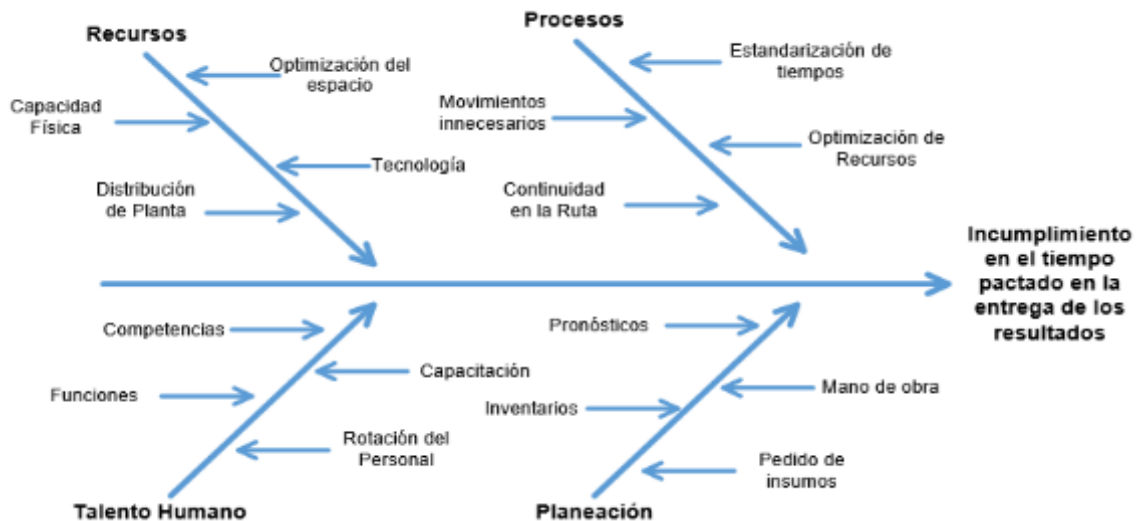 Recursos
Optimización del
espacio
Capacidad
Física
Tecnología
Distribución
de Planta
Procesos
Estandarización de
tiempos
Movimientos
innecesarios
Optimización de
Recursos
Continuidad
en la Ruta
Incumplimiento
en el tiempo
pactado en la
entrega de los
resultados
Competencias
Capacitación
Funciones
Rotación del
Personal
Talento Humano
Pronósticos
Mano de obra
Inventarios
Pedido de
insumos
Planeación